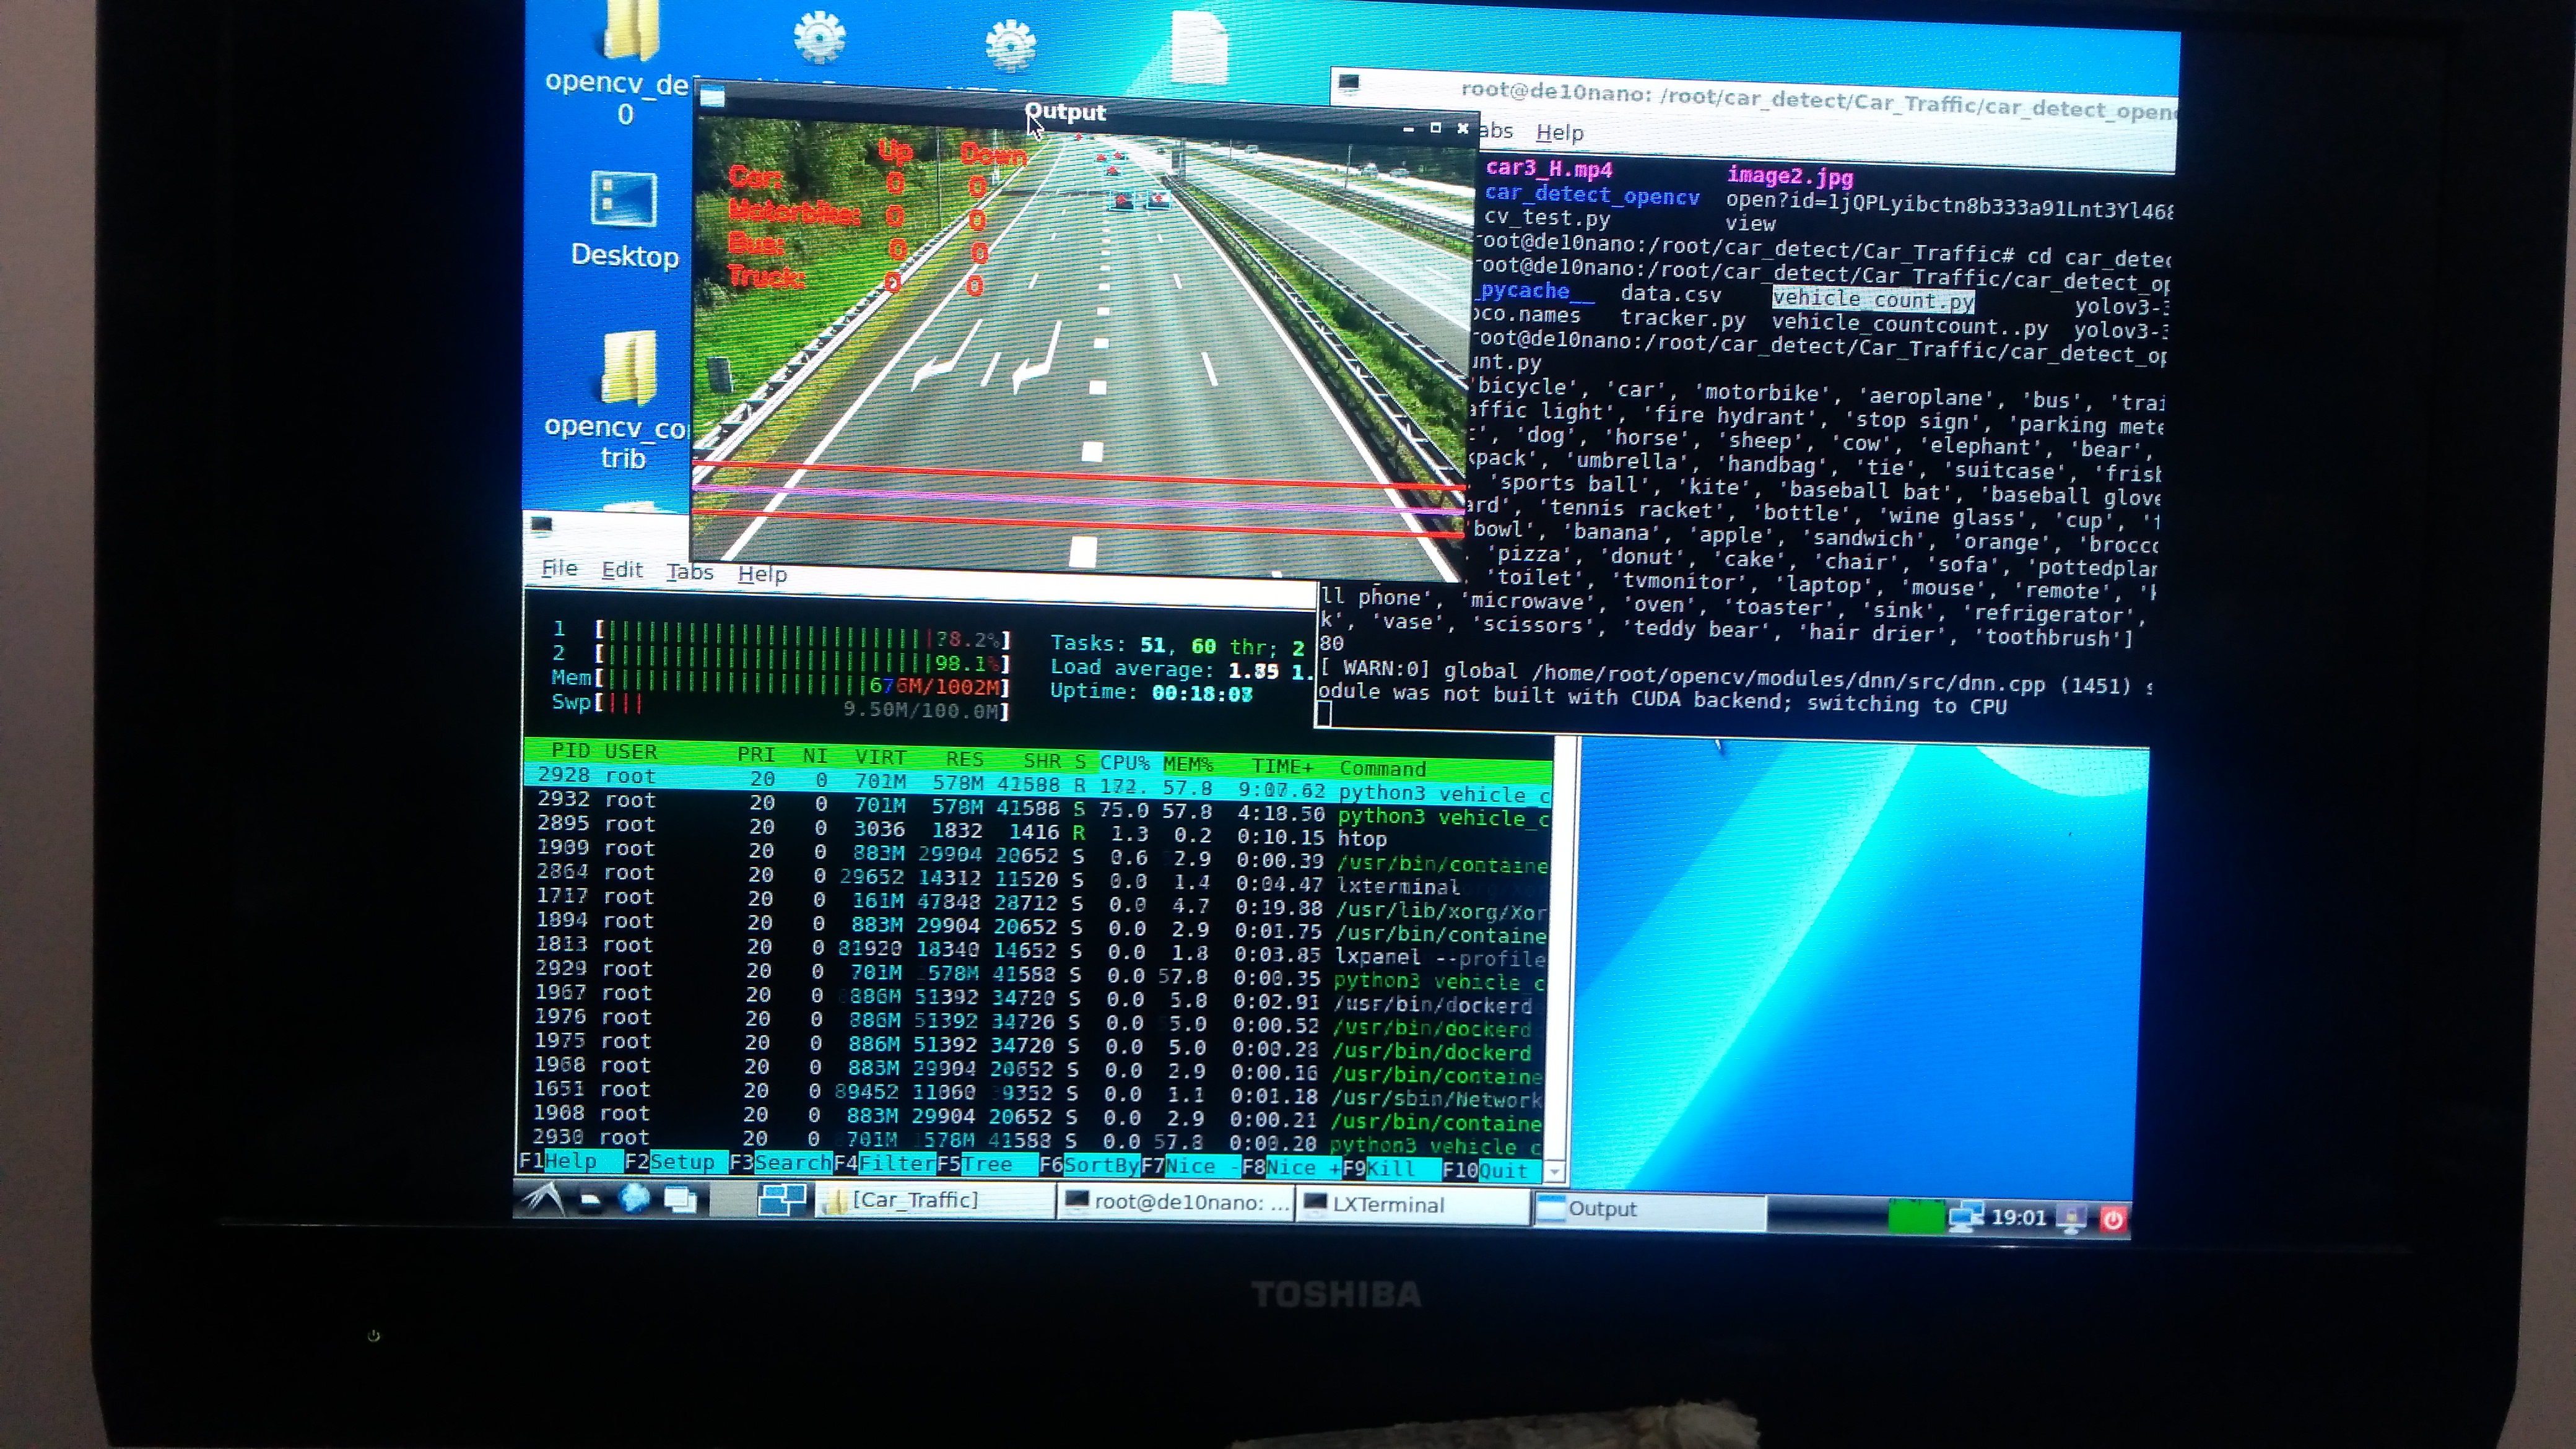 opencv_de
0
Desktop
opencv_co
trib
Output
Up Down
Car: 0 0
Motorbike: 0 0
Bus: 0 0
Truck: 0 0
root@de10nano: /root/car_detect/Car_Traffic/car_detect_open
abs Help
car3_H.mp4 image2.jpg
car_detect_opencv open?id=1jQPLyibctn8b333a91Lnt3Yl468
cv_test.py view
root@de10nano:/root/car_detect/Car_Traffic# cd car_detec
root@de10nano:/root/car_detect/Car_Traffic/car_detect_op
_pycache__ data.csv vehicle_count.py yolov3-3
oco.names tracker.py vehicle_countcount..py yolov3-3
root@de10nano:/root/car_detect/Car_Traffic/car_detect_op
unt.py
'bicycle', 'car', 'motorbike', 'aeroplane', 'bus', 'trai
affic light', 'fire hydrant', 'stop sign', 'parking mete
', 'dog', 'horse', 'sheep', 'cow', 'elephant', 'bear',
kpack', 'umbrella', 'handbag', 'tie', 'suitcase', 'frisb
, 'sports ball', 'kite', 'baseball bat', 'baseball glove
ard', 'tennis racket', 'bottle', 'wine glass', 'cup', 'f
'bowl', 'banana', 'apple', 'sandwich', 'orange', 'brocco
, 'pizza', 'donut', 'cake', 'chair', 'sofa', 'pottedplan
, 'toilet', 'tvmonitor', 'laptop', 'mouse', 'remote', 'k
ll phone', 'microwave', 'oven', 'toaster', 'sink', 'refrigerator',
k', 'vase', 'scissors', 'teddy bear', 'hair drier', 'toothbrush']
80
[ WARN:0] global /home/root/opencv/modules/dnn/src/dnn.cpp (1451) s
odule was not built with CUDA backend; switching to CPU
File Edit Tabs Help
1 [ 8.2%]
2 [ 98.1%]
Mem[ 676M/1002M]
Swp[ 9.50M/100.0M]
Tasks: 51, 60 thr; 2
Load average: 1.85 1.
Uptime: 00:18:08
PID USER PRI NI VIRT RES SHR S CPU% MEM% TIME+ Command
2928 root 20 0 701M 578M 41588 R 172. 57.8 9:07.62 python3 vehicle_c
2932 root 20 0 701M 578M 41588 S 75.0 57.8 4:18.50 python3 vehicle_c
2895 root 20 0 3036 1832 1416 R 1.3 0.2 0:10.15 htop
1909 root 20 0 883M 29904 20652 S 0.6 2.9 0:00.39 /usr/bin/containe
2864 root 20 0 29652 14312 11520 S 0.0 1.4 0:04.47 lxterminal
1717 root 20 0 161M 47848 28712 S 0.0 4.7 0:19.88 /usr/lib/xorg/Xor
1894 root 20 0 883M 29904 20652 S 0.0 2.9 0:01.75 /usr/bin/containe
1813 root 20 0 81920 18340 14652 S 0.0 1.8 0:03.85 lxpanel --profile
2929 root 20 0 701M 578M 41588 S 0.0 57.8 0:00.35 python3 vehicle_c
1967 root 20 0 886M 51392 34720 S 0.0 5.0 0:02.91 /usr/bin/dockerd
1976 root 20 0 886M 51392 34720 S 0.0 5.0 0:00.52 /usr/bin/dockerd
1975 root 20 0 886M 51392 34720 S 0.0 5.0 0:00.28 /usr/bin/dockerd
1968 root 20 0 883M 29904 20652 S 0.0 2.9 0:00.16 /usr/bin/containe
1651 root 20 0 89452 11060 9352 S 0.0 1.1 0:01.18 /usr/sbin/Network
1908 root 20 0 883M 29904 20652 S 0.0 2.9 0:00.21 /usr/bin/containe
2930 root 20 0 701M 578M 41588 S 0.0 57.8 0:00.20 python3 vehicle_c
F1Help F2Setup F3SearchF4FilterF5Tree F6SortByF7Nice -F8Nice +F9Kill F10Quit
[Car_Traffic] root@de10nano: ... LXTerminal Output 19:01
TOSHIBA